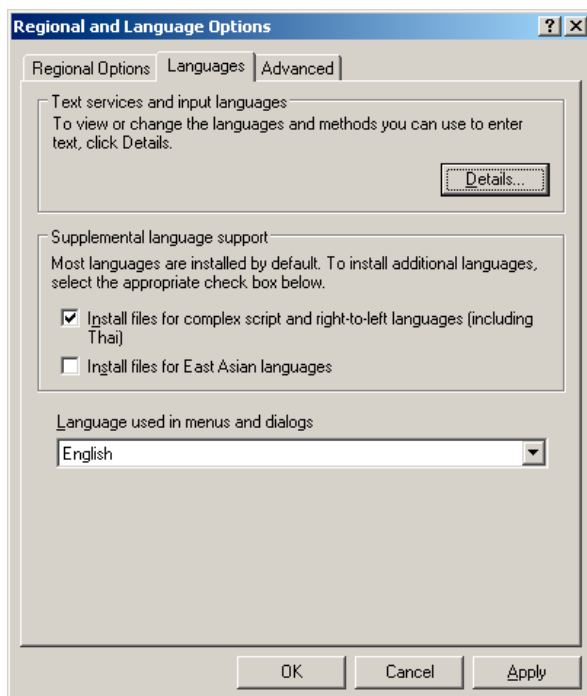 Regional and Language Options
Regional Options
Languages
Advanced
Text services and input languages
To view or change the languages and methods you can use to enter
text, click Details.
Details...
Supplemental language support
Most languages are installed by default. To install additional languages,
select the appropriate check box below.
Install files for complex script and right-to-left languages (including
Thai)
Install files for East Asian languages
Language used in menus and dialogs
English
OK
Cancel
Apply